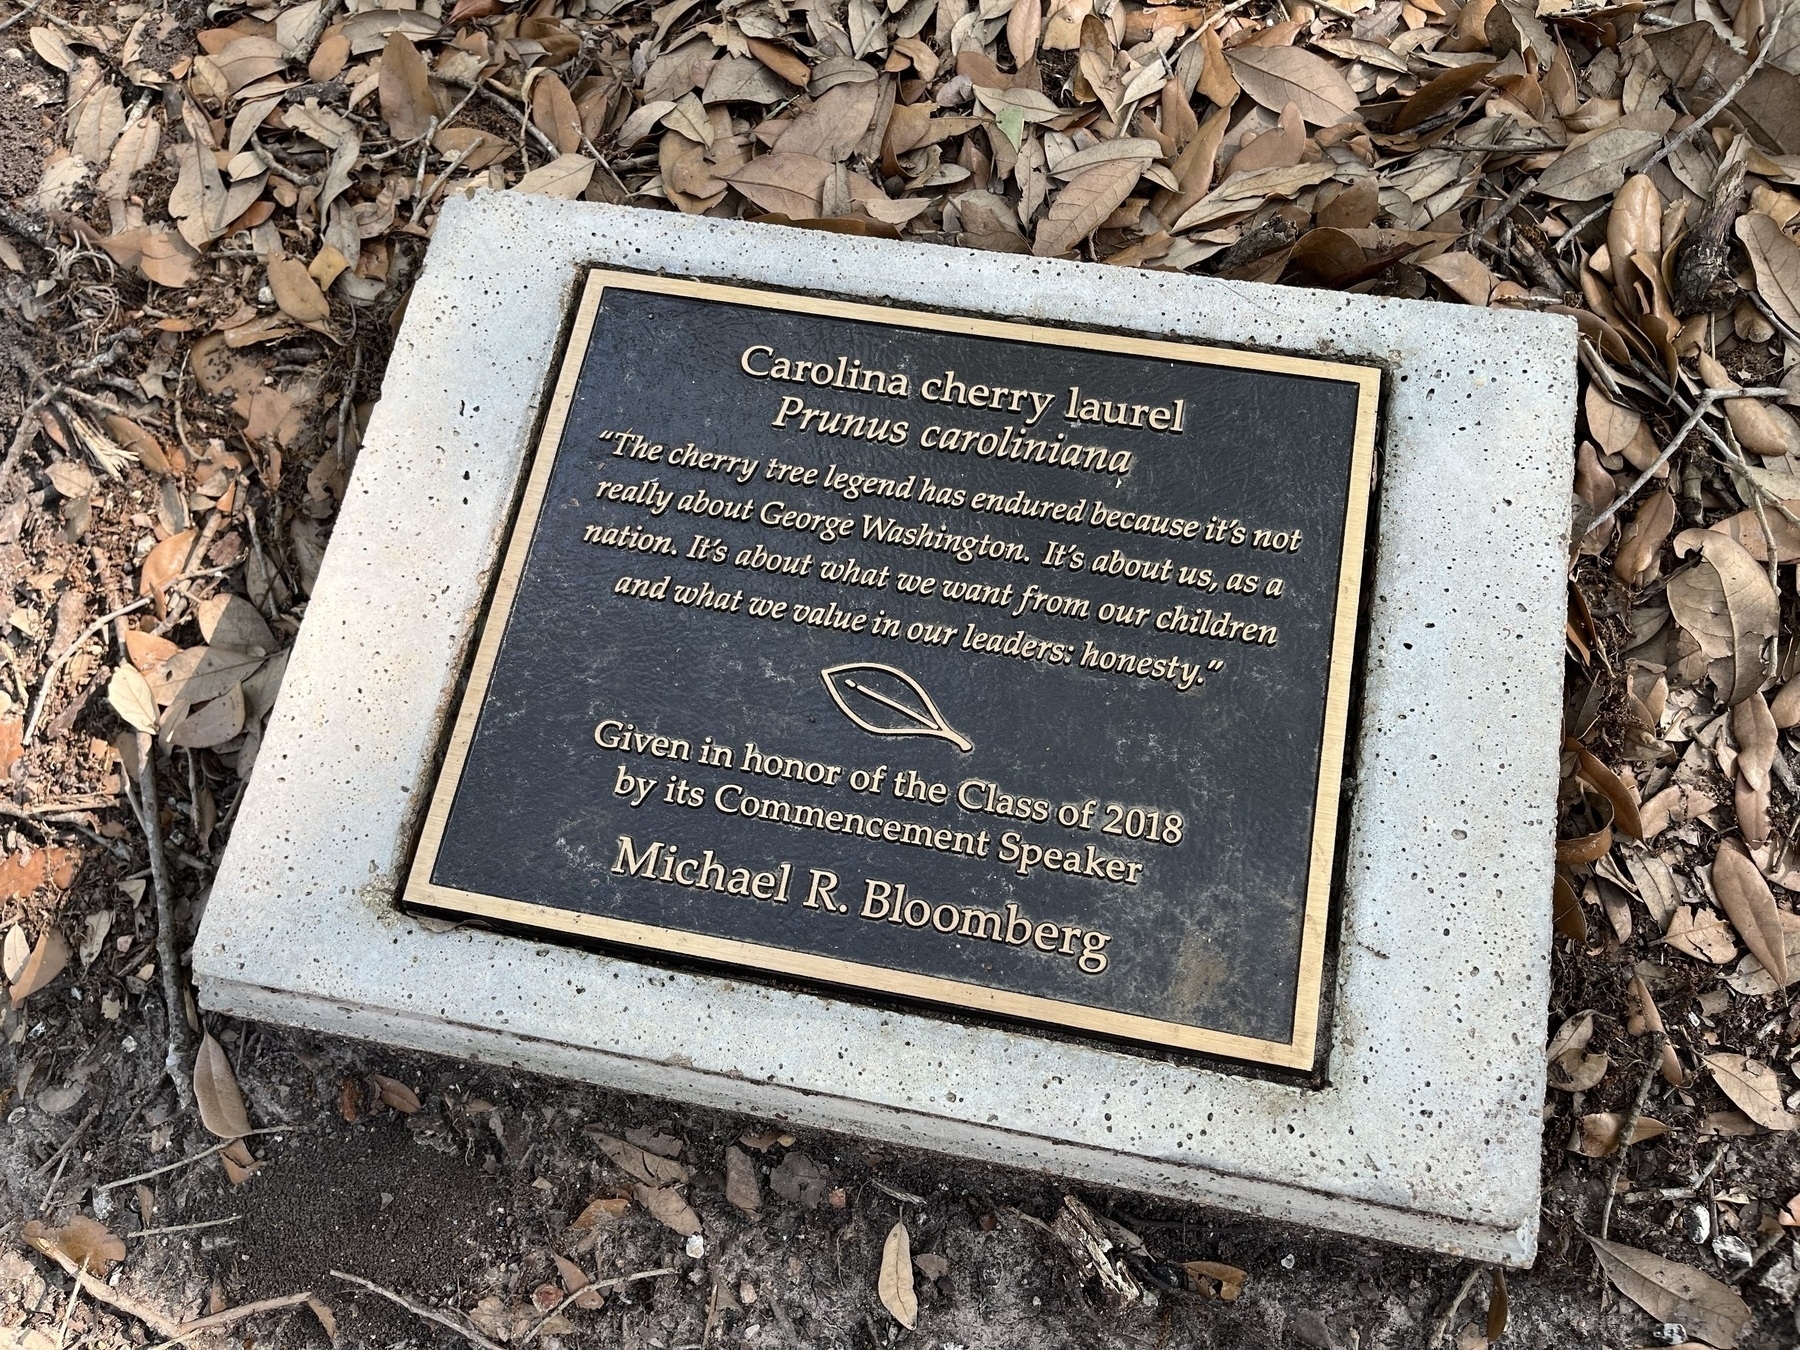 Carolina cherry laurel
Prunus caroliniana
“The cherry tree legend has endured because it’s not
really about George Washington. It’s about us, as a
nation. It’s about what we want from our children
and what we value in our leaders: honesty.”
Given in honor of the Class of 2018
by its Commencement Speaker
Michael R. Bloomberg